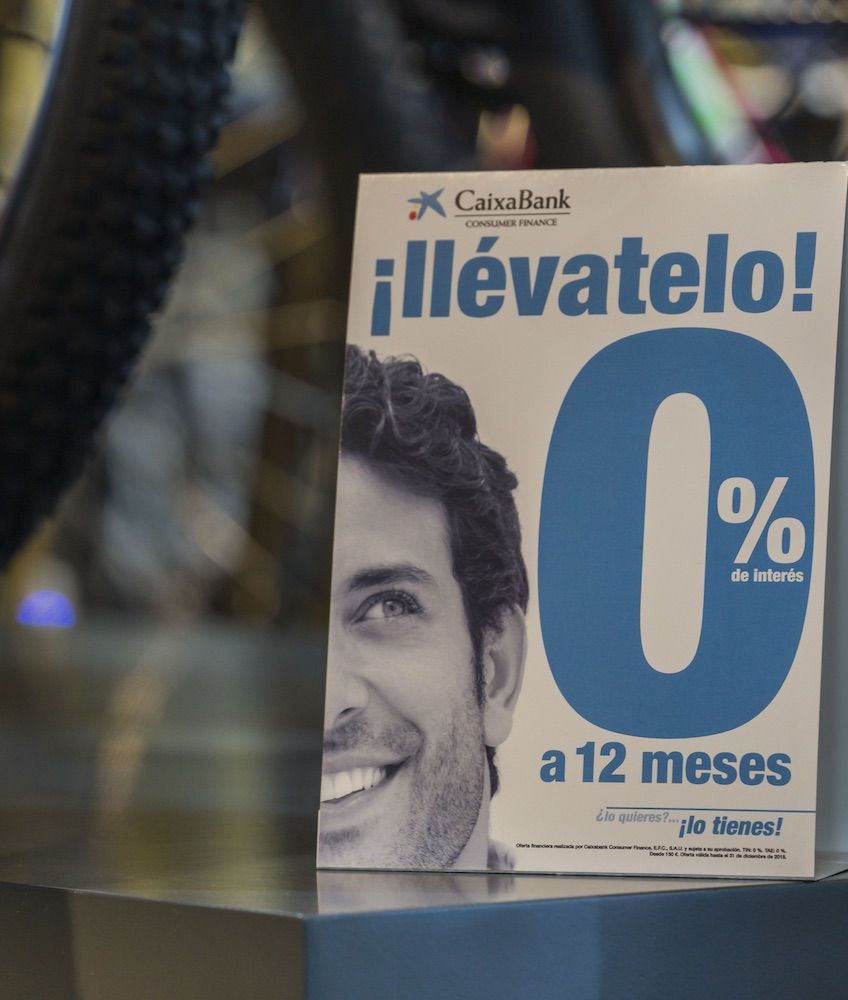 CaixaBank
CONSUMER FINANCE
¡llévatelo!
0%
de interés
a 12 meses
¿lo quieres?... ¡lo tienes!
Oferta financiera realizada por Caixabank Consumer Finance, E.F.C., S.A.U. y sujeta a su aprobación. TIN: 0 %. TAE: 0 %.
Desde 150 €. Oferta válida hasta el 31 de diciembre de 2018.